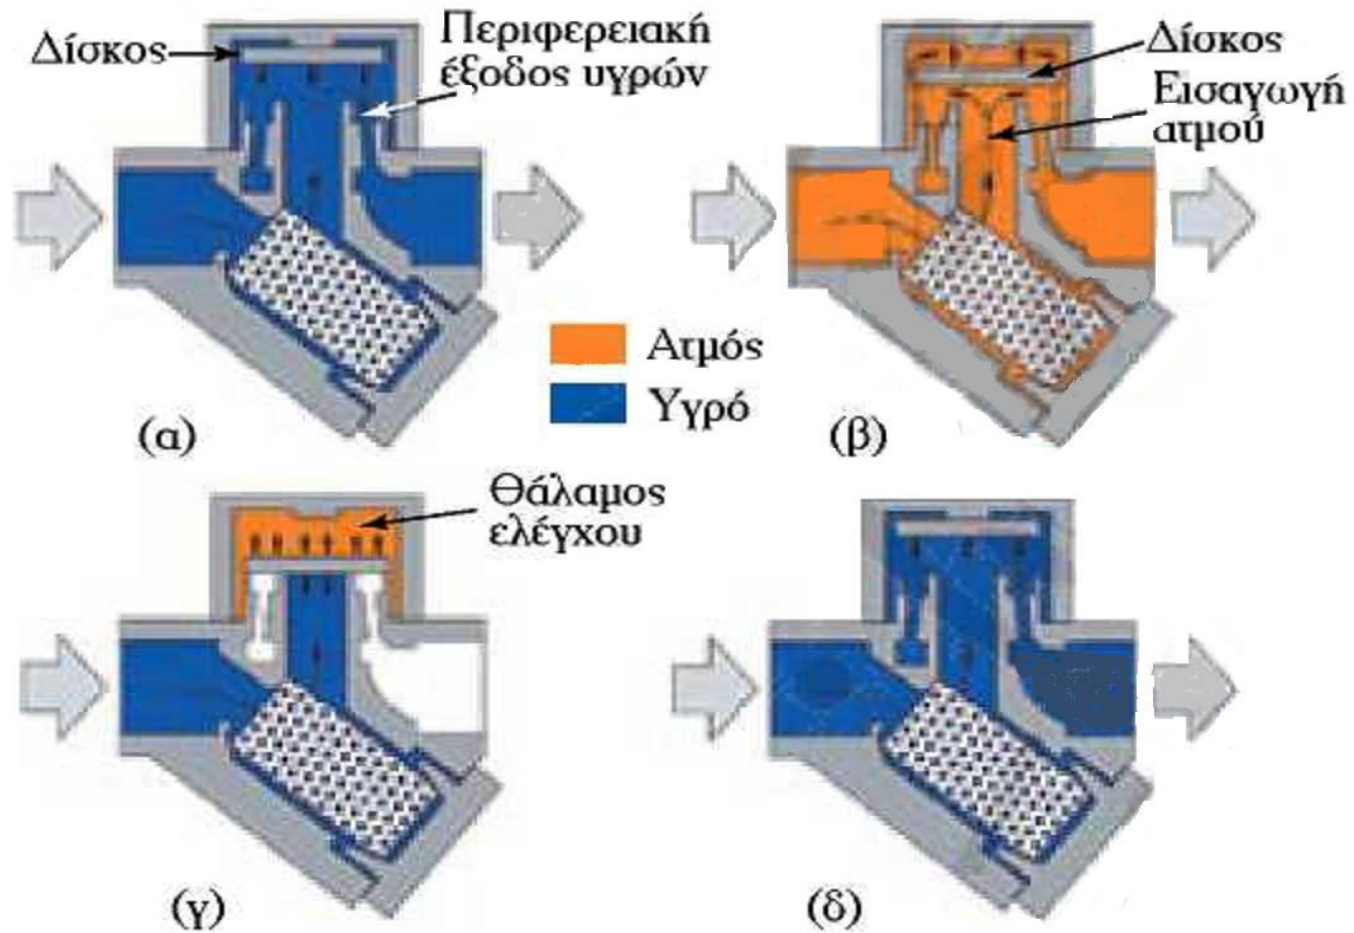 Δίσκος
Περιφερειακή
έξοδος υγρών
Δίσκος
Εισαγωγή
ατμού
Ατμός
Υγρό
(α)
(β)
Θάλαμος
ελέγχου
(γ)
(δ)